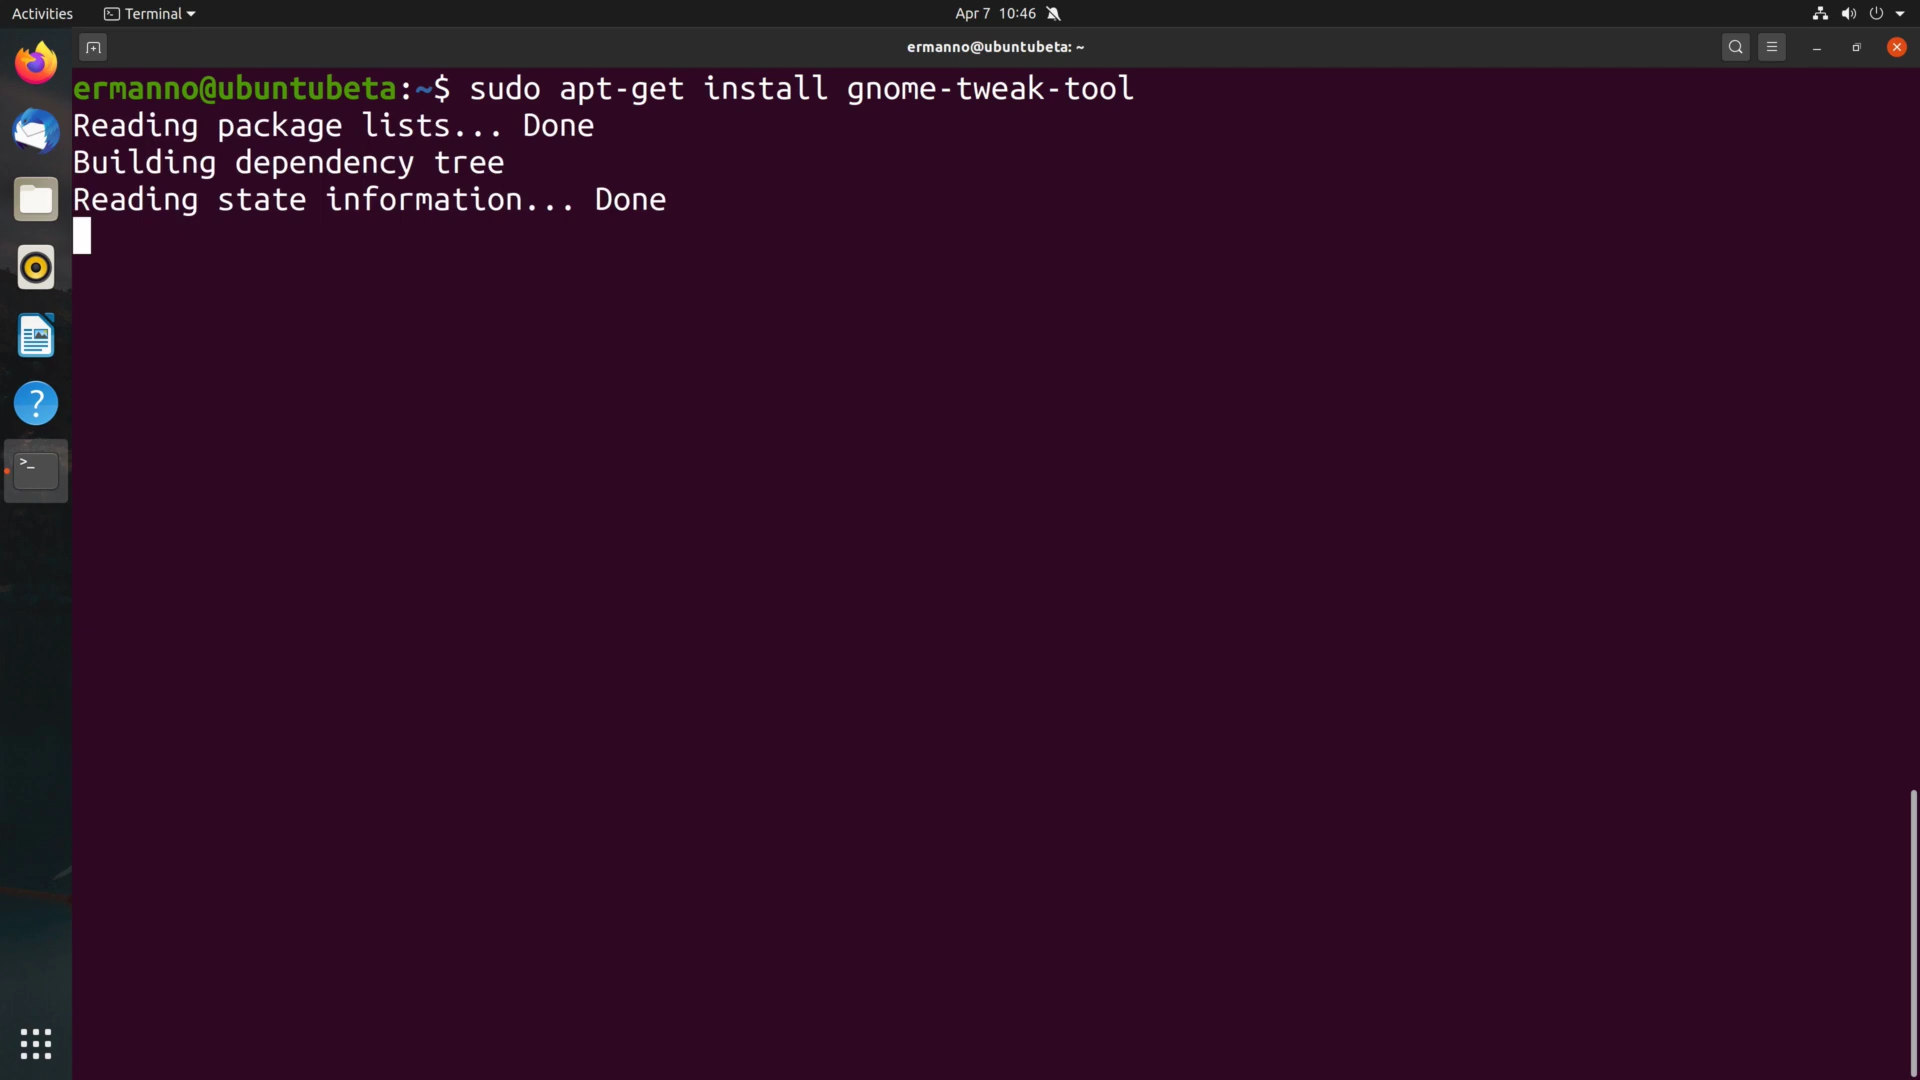 Activities
Terminal
Apr 7 10:46
ermanno@ubuntubeta: ~
ermanno@ubuntubeta:~$ sudo apt-get install gnome-tweak-tool
Reading package lists... Done
Building dependency tree
Reading state information... Done